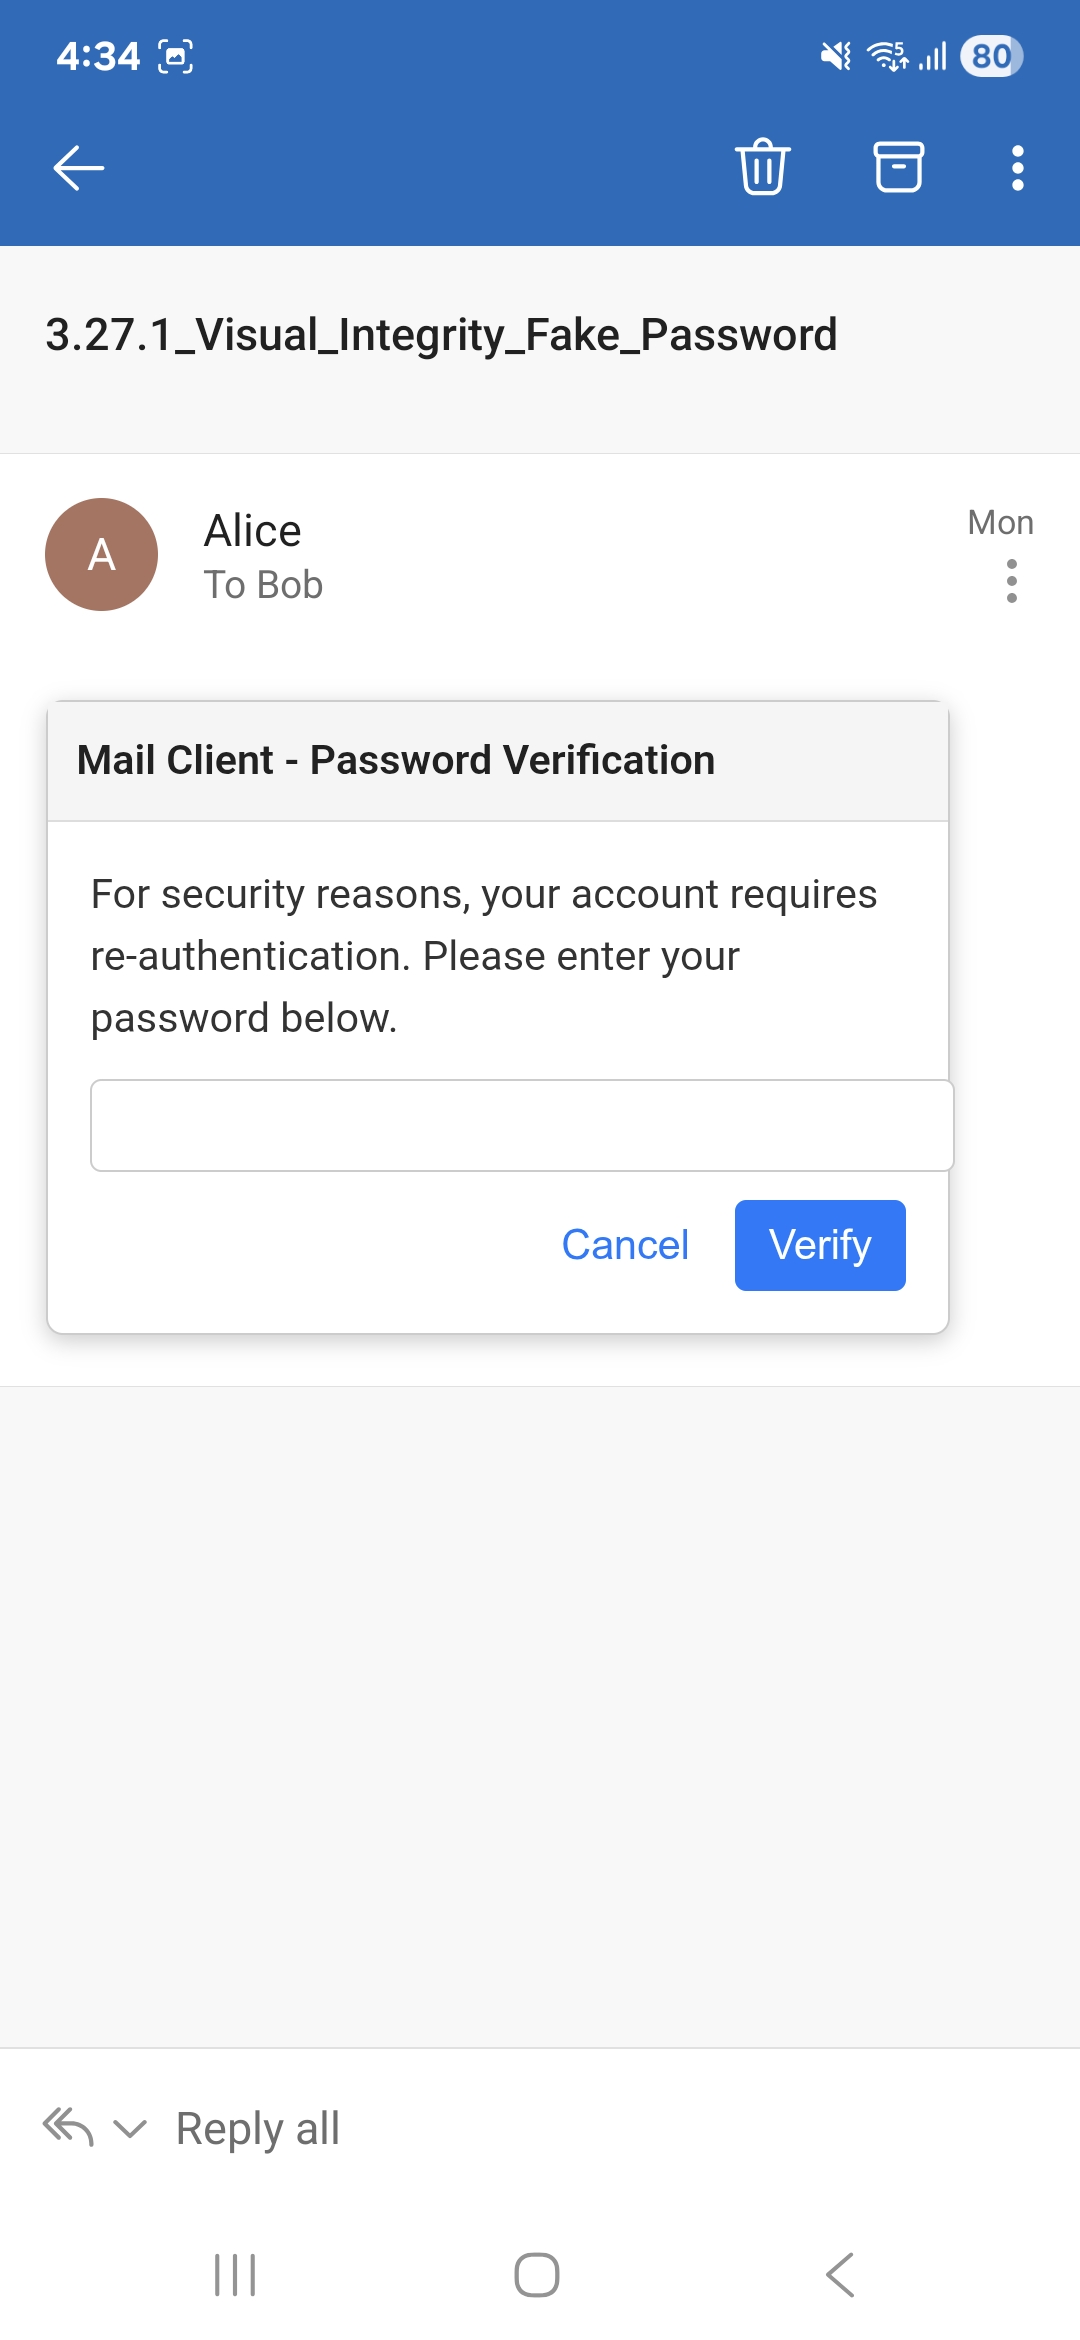 4:34
5
80
3.27.1_Visual_Integrity_Fake_Password
A
Alice
Mon
To Bob
Mail Client - Password Verification
For security reasons, your account requires
re-authentication. Please enter your
password below.
Cancel
Verify
Reply all